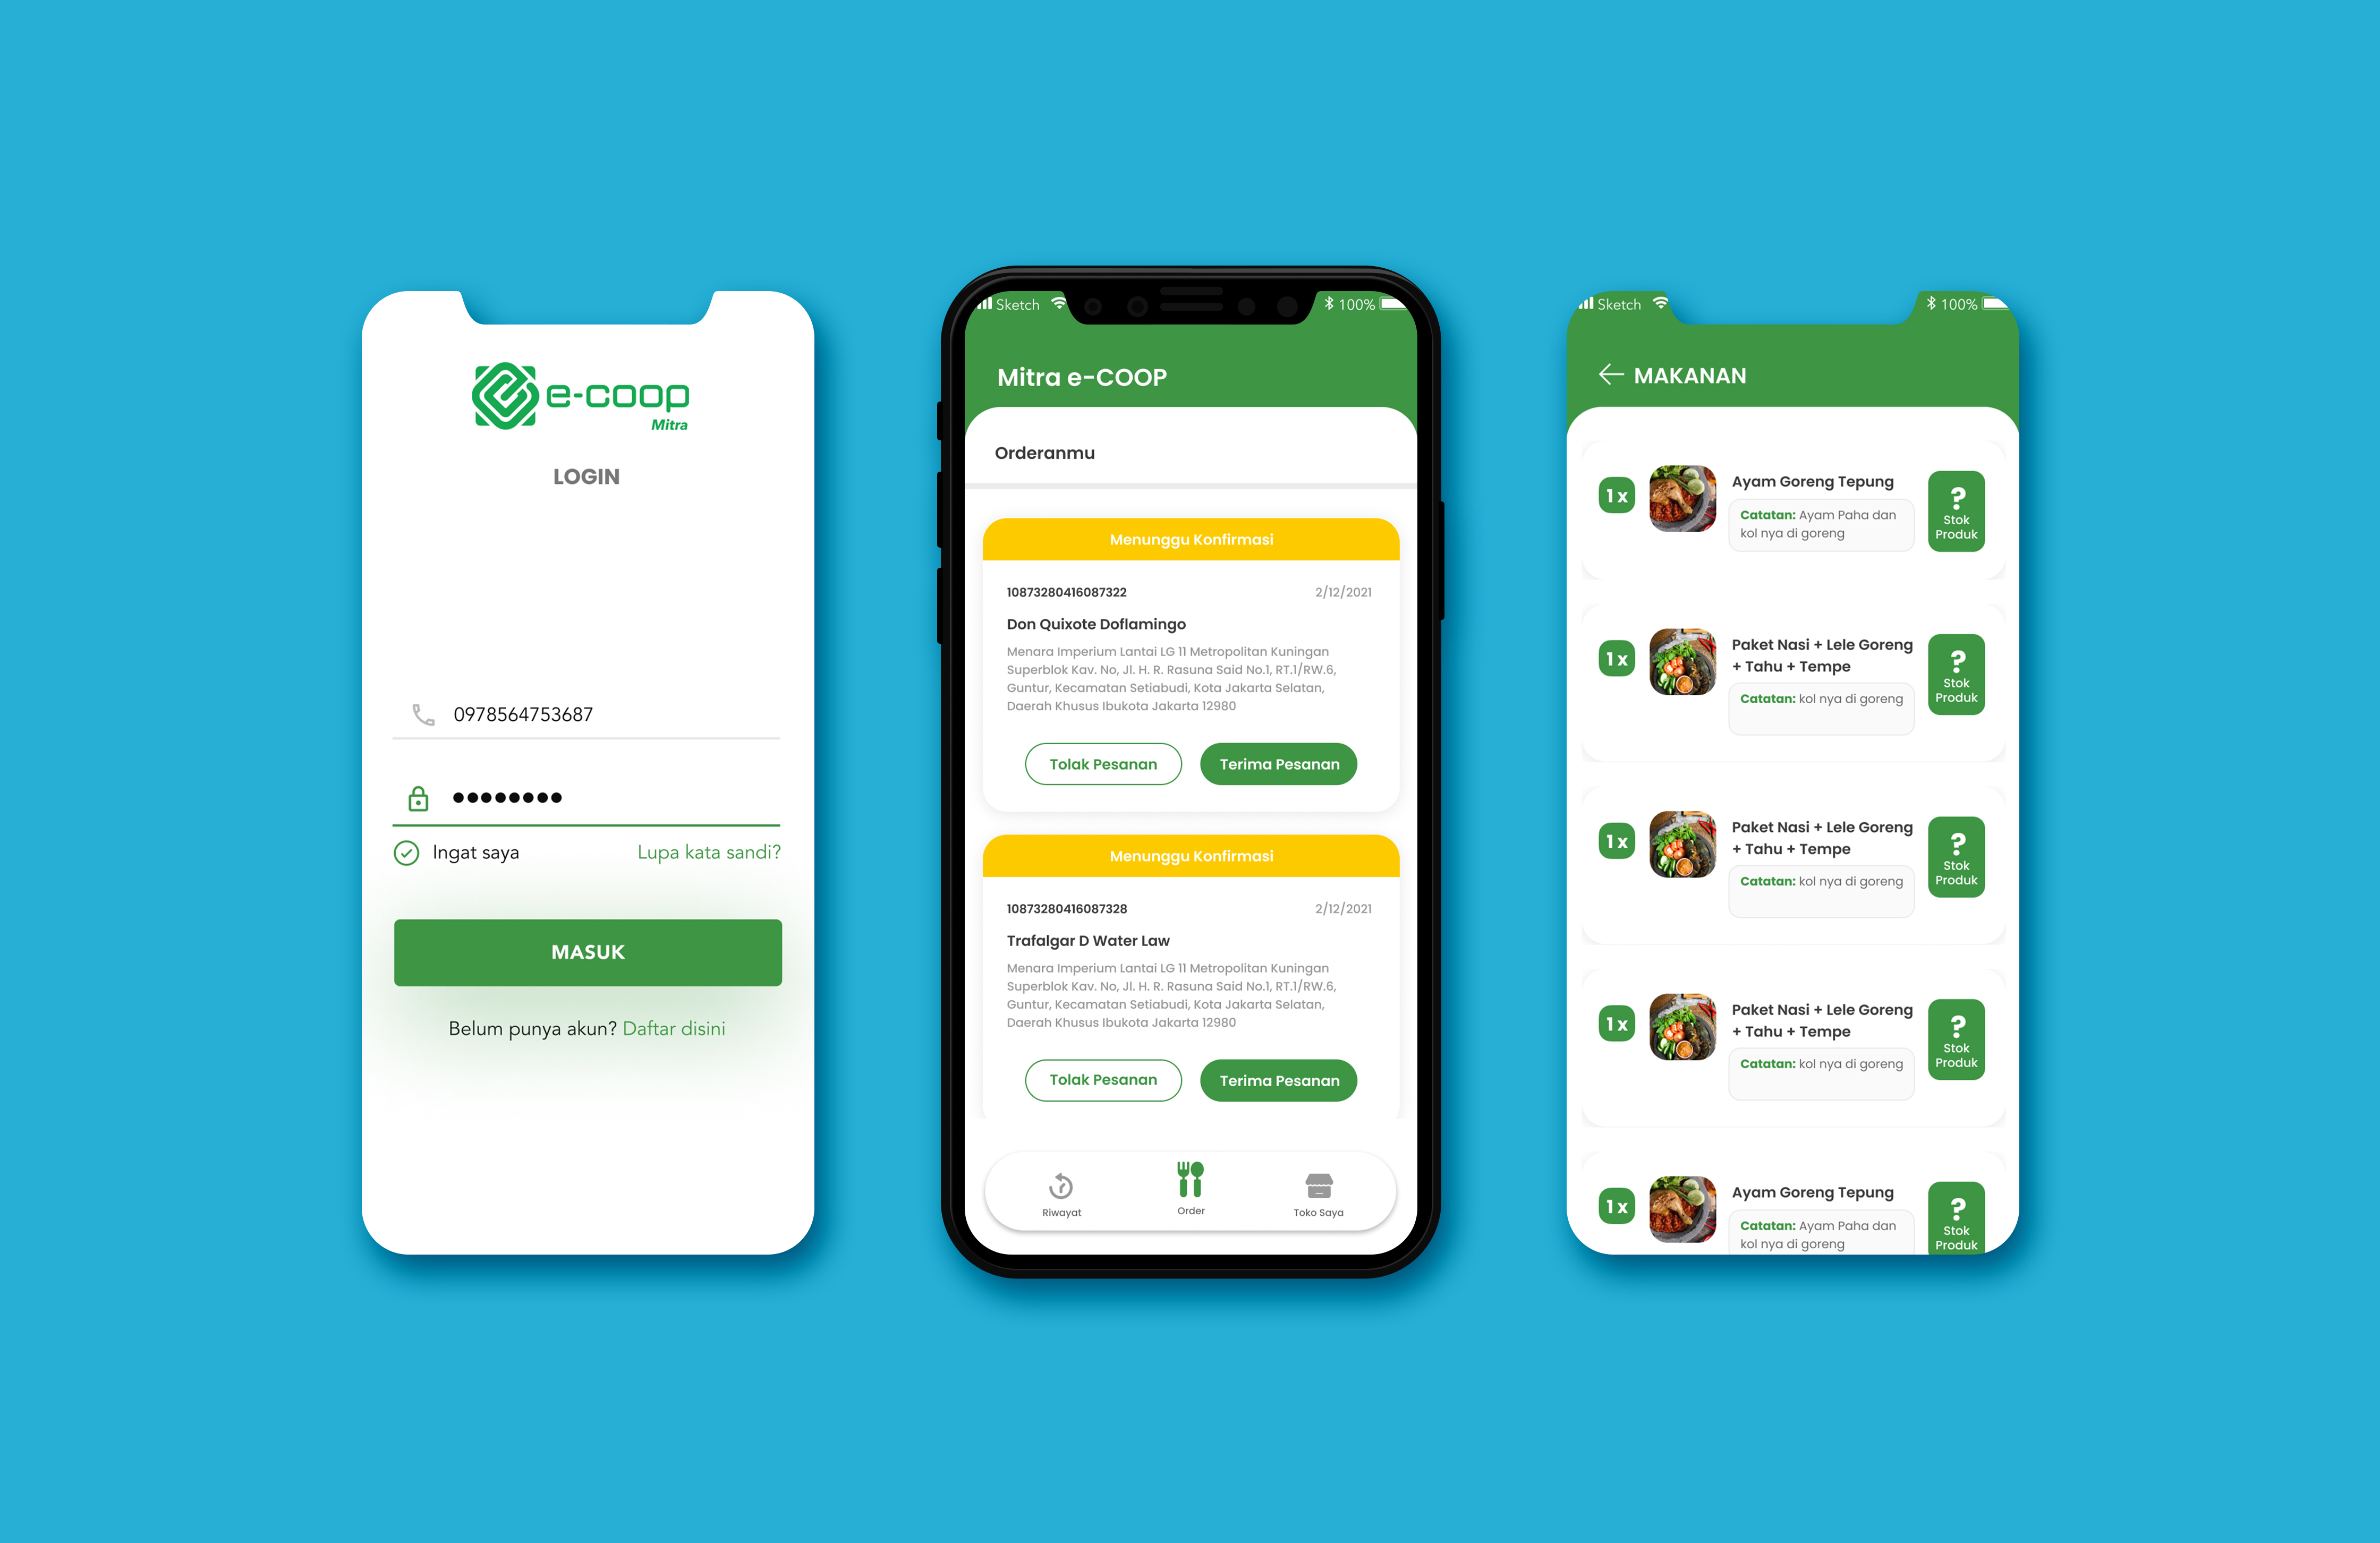 e-coop
Mitra
LOGIN
0978564753687
Ingat saya
Lupa kata sandi?
MASUK
Belum punya akun? Daftar disini
Sketch
100%
Mitra e-COOP
Orderanmu
Menunggu Konfirmasi
10873280416087322
2/12/2021
Don Quixote Doflamingo
Menara Imperium Lantai LG 11 Metropolitan Kuningan
Superblok Kav. No, Jl. H. R. Rasuna Said No.1, RT.1/RW.6,
Guntur, Kecamatan Setiabudi, Kota Jakarta Selatan,
Daerah Khusus Ibukota Jakarta 12980
Tolak Pesanan
Terima Pesanan
Menunggu Konfirmasi
10873280416087328
2/12/2021
Trafalgar D Water Law
Menara Imperium Lantai LG 11 Metropolitan Kuningan
Superblok Kav. No, Jl. H. R. Rasuna Said No.1, RT.1/RW.6,
Guntur, Kecamatan Setiabudi, Kota Jakarta Selatan,
Daerah Khusus Ibukota Jakarta 12980
Tolak Pesanan
Terima Pesanan
Riwayat
Order
Toko Saya
Sketch
100%
MAKANAN
1 x
Ayam Goreng Tepung
Catatan: Ayam Paha dan
kol nya di goreng
?
Stok
Produk
1 x
Paket Nasi + Lele Goreng
+ Tahu + Tempe
Catatan: kol nya di goreng
?
Stok
Produk
1 x
Paket Nasi + Lele Goreng
+ Tahu + Tempe
Catatan: kol nya di goreng
?
Stok
Produk
1 x
Paket Nasi + Lele Goreng
+ Tahu + Tempe
Catatan: kol nya di goreng
?
Stok
Produk
1 x
Ayam Goreng Tepung
Catatan: Ayam Paha dan
kol nya di goreng
?
Stok
Produk